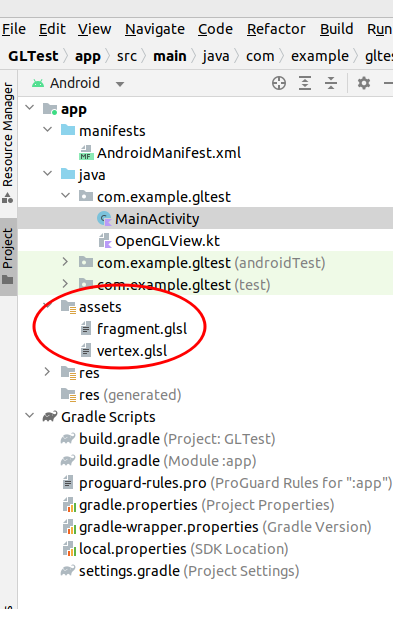 File Edit View Navigate Code Refactor Build Run
GLTest app src main java com example
Android
Resource Manager
Project
app
manifests
AndroidManifest.xml
java
com.example.gltest
MainActivity
OpenGLView.kt
com.example.gltest (androidTest)
com.example.gltest (test)
assets
fragment.glsl
vertex.glsl
res
res (generated)
Gradle Scripts
build.gradle (Project: GLTest)
build.gradle (Module :app)
proguard-rules.pro (ProGuard Rules for ":app")
gradle.properties (Project Properties)
gradle-wrapper.properties (Gradle Version)
local.properties (SDK Location)
settings.gradle (Project Settings)